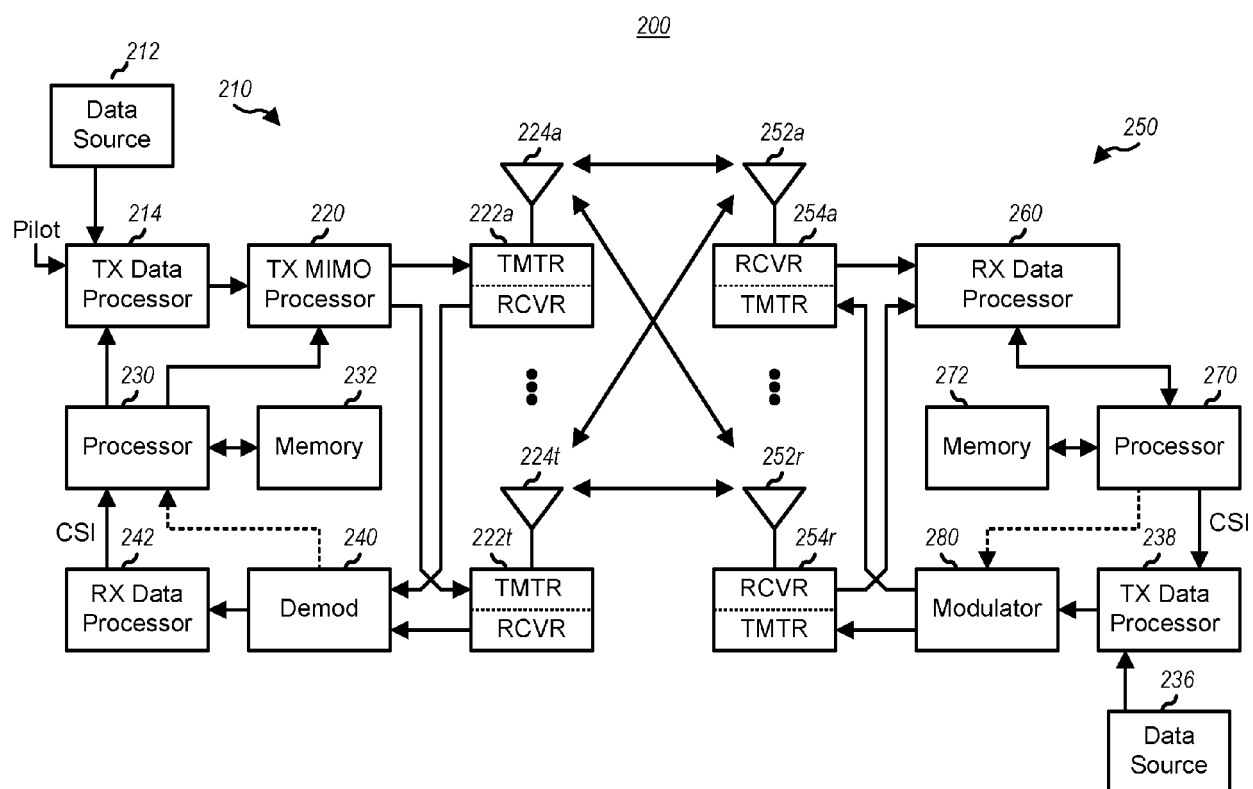 200
212
Data
Source
210
224a
252a
250
Pilot
214
220
222a
254a
260
TX Data
Processor
TX MIMO
Processor
TMTR
RCVR
RCVR
TMTR
RX Data
Processor
230
232
272
270
Processor
Memory
Memory
Processor
224t
252r
CSI
242
240
222t
254r
280
238
CSI
RX Data
Processor
Demod
TMTR
RCVR
RCVR
TMTR
Modulator
TX Data
Processor
236
Data
Source